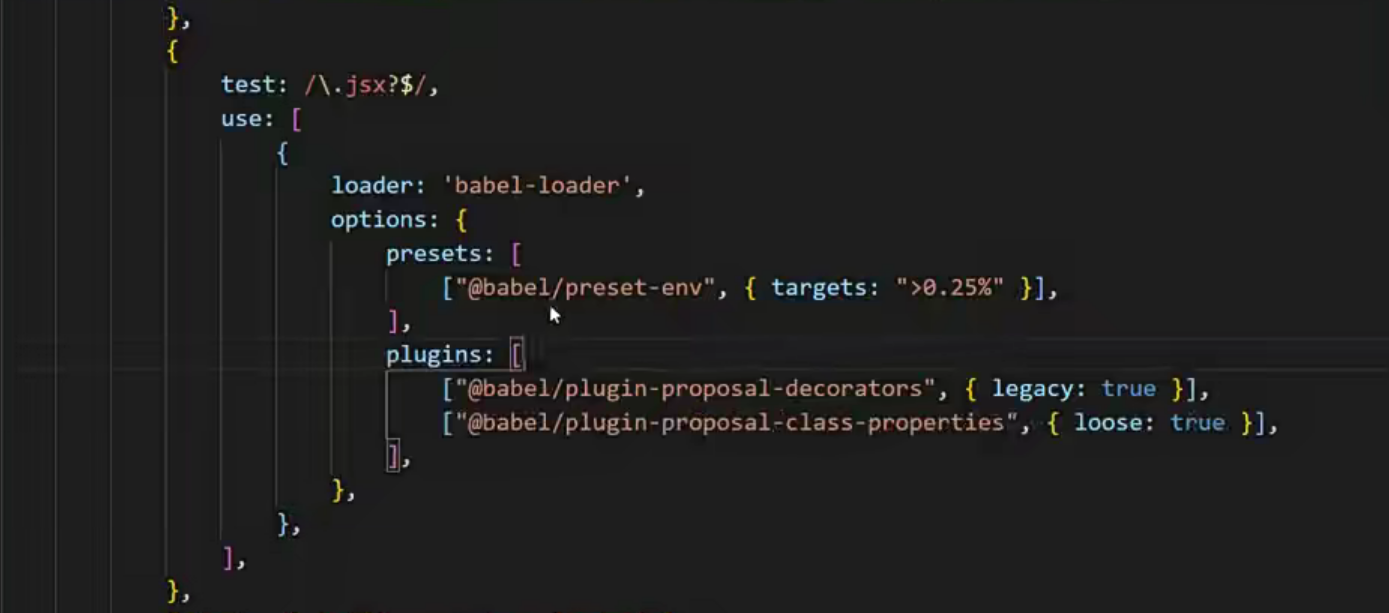 },
{
test: /\.jsx?$/,
use: [
{
loader: 'babel-loader',
options: {
presets: [
["@babel/preset-env", { targets: ">0.25%" }],
],
plugins: [
["@babel/plugin-proposal-decorators", { legacy: true }],
["@babel/plugin-proposal-class-properties", { loose: true }],
],
},
},
],
},